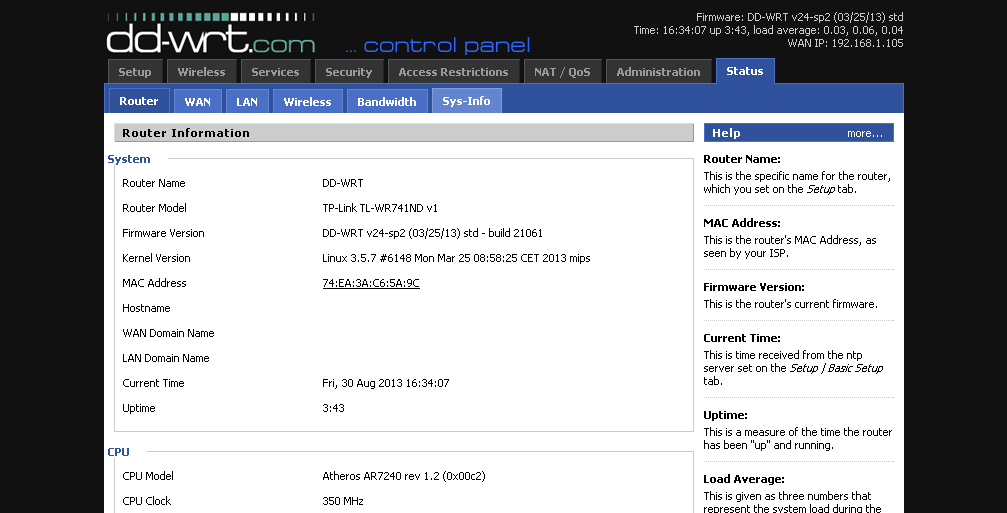 dd-wrt.com ... control panel
Firmware: DD-WRT v24-sp2 (03/25/13) std
Time: 16:34:07 up 3:43, load average: 0.03, 0.06, 0.04
WAN IP: 192.168.1.105
Setup Wireless Services Security Access Restrictions NAT / QoS Administration Status
Router WAN LAN Wireless Bandwidth Sys-Info
Router Information
System
Router Name DD-WRT
Router Model TP-Link TL-WR741ND v1
Firmware Version DD-WRT v24-sp2 (03/25/13) std - build 21061
Kernel Version Linux 3.5.7 #6148 Mon Mar 25 08:58:25 CET 2013 mips
MAC Address 74:EA:3A:C6:5A:9C
Hostname
WAN Domain Name
LAN Domain Name
Current Time Fri, 30 Aug 2013 16:34:07
Uptime 3:43
CPU
CPU Model Atheros AR7240 rev 1.2 (0x00c2)
CPU Clock 350 MHz
Help more...
Router Name:
This is the specific name for the router,
which you set on the Setup tab.
MAC Address:
This is the router's MAC Address, as
seen by your ISP.
Firmware Version:
This is the router's current firmware.
Current Time:
This is time received from the ntp
server set on the Setup / Basic Setup
tab.
Uptime:
This is a measure of the time the router
has been "up" and running.
Load Average:
This is given as three numbers that
represent the system load during the